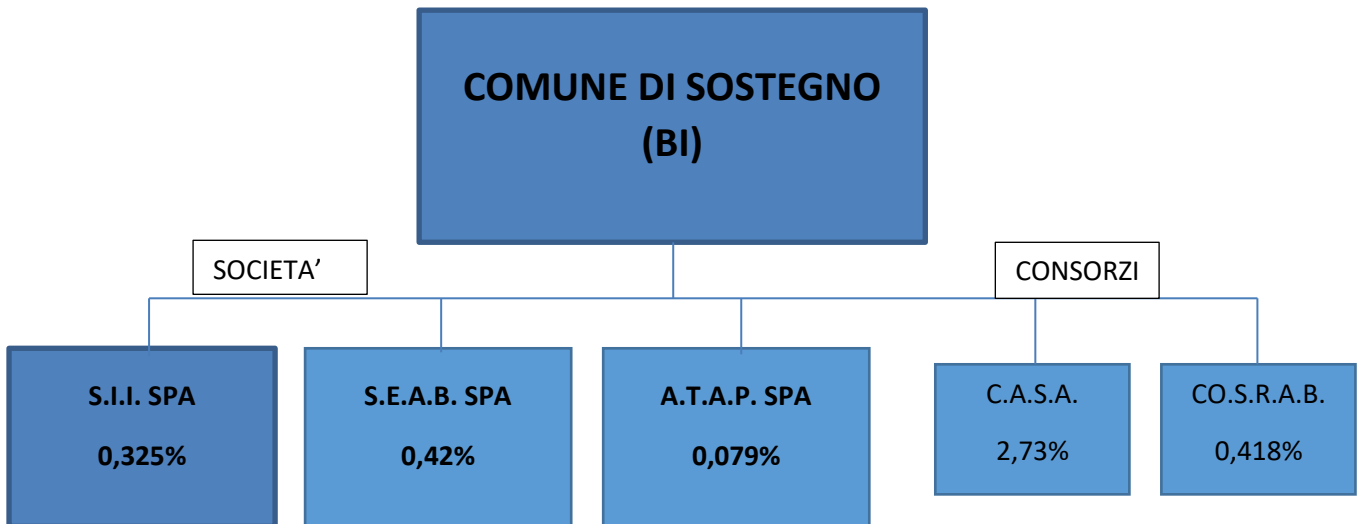 COMUNE DI SOSTEGNO
(BI)
SOCIETA’
CONSORZI
S.I.I. SPA
0,325%
S.E.A.B. SPA
0,42%
A.T.A.P. SPA
0,079%
C.A.S.A.
2,73%
CO.S.R.A.B.
0,418%